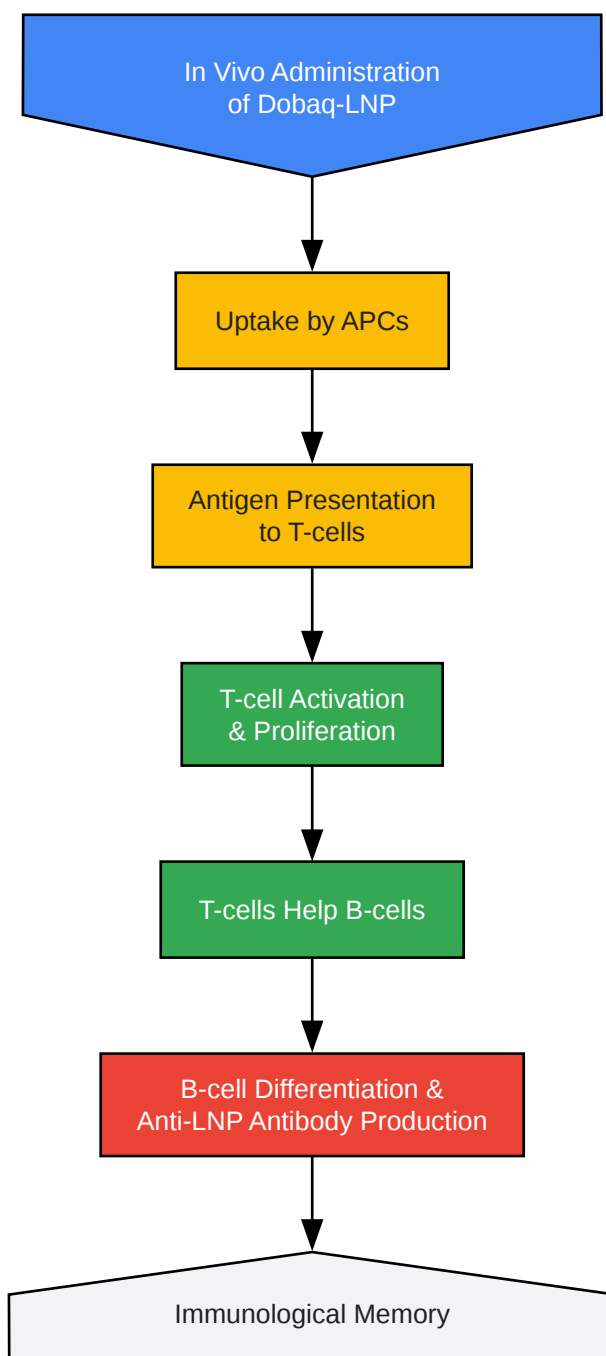 In Vivo Administration
of Dobaq-LNP
Uptake by APCs
Antigen Presentation
to T-cells
T-cell Activation
& Proliferation
T-cells Help B-cells
B-cell Differentiation &
Anti-LNP Antibody Production
Immunological Memory